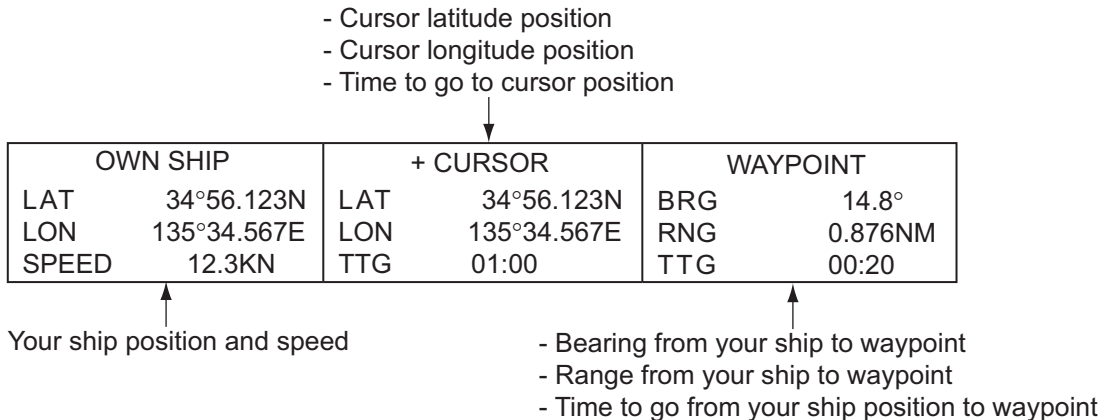 - Cursor latitude position
- Cursor longitude position
- Time to go to cursor position
OWN SHIP
LAT 34°56.123N
LON 135°34.567E
SPEED 12.3KN
+ CURSOR
LAT 34°56.123N
LON 135°34.567E
TTG 01:00
WAYPOINT
BRG 14.8°
RNG 0.876NM
TTG 00:20
Your ship position and speed
- Bearing from your ship to waypoint
- Range from your ship to waypoint
- Time to go from your ship position to waypoint